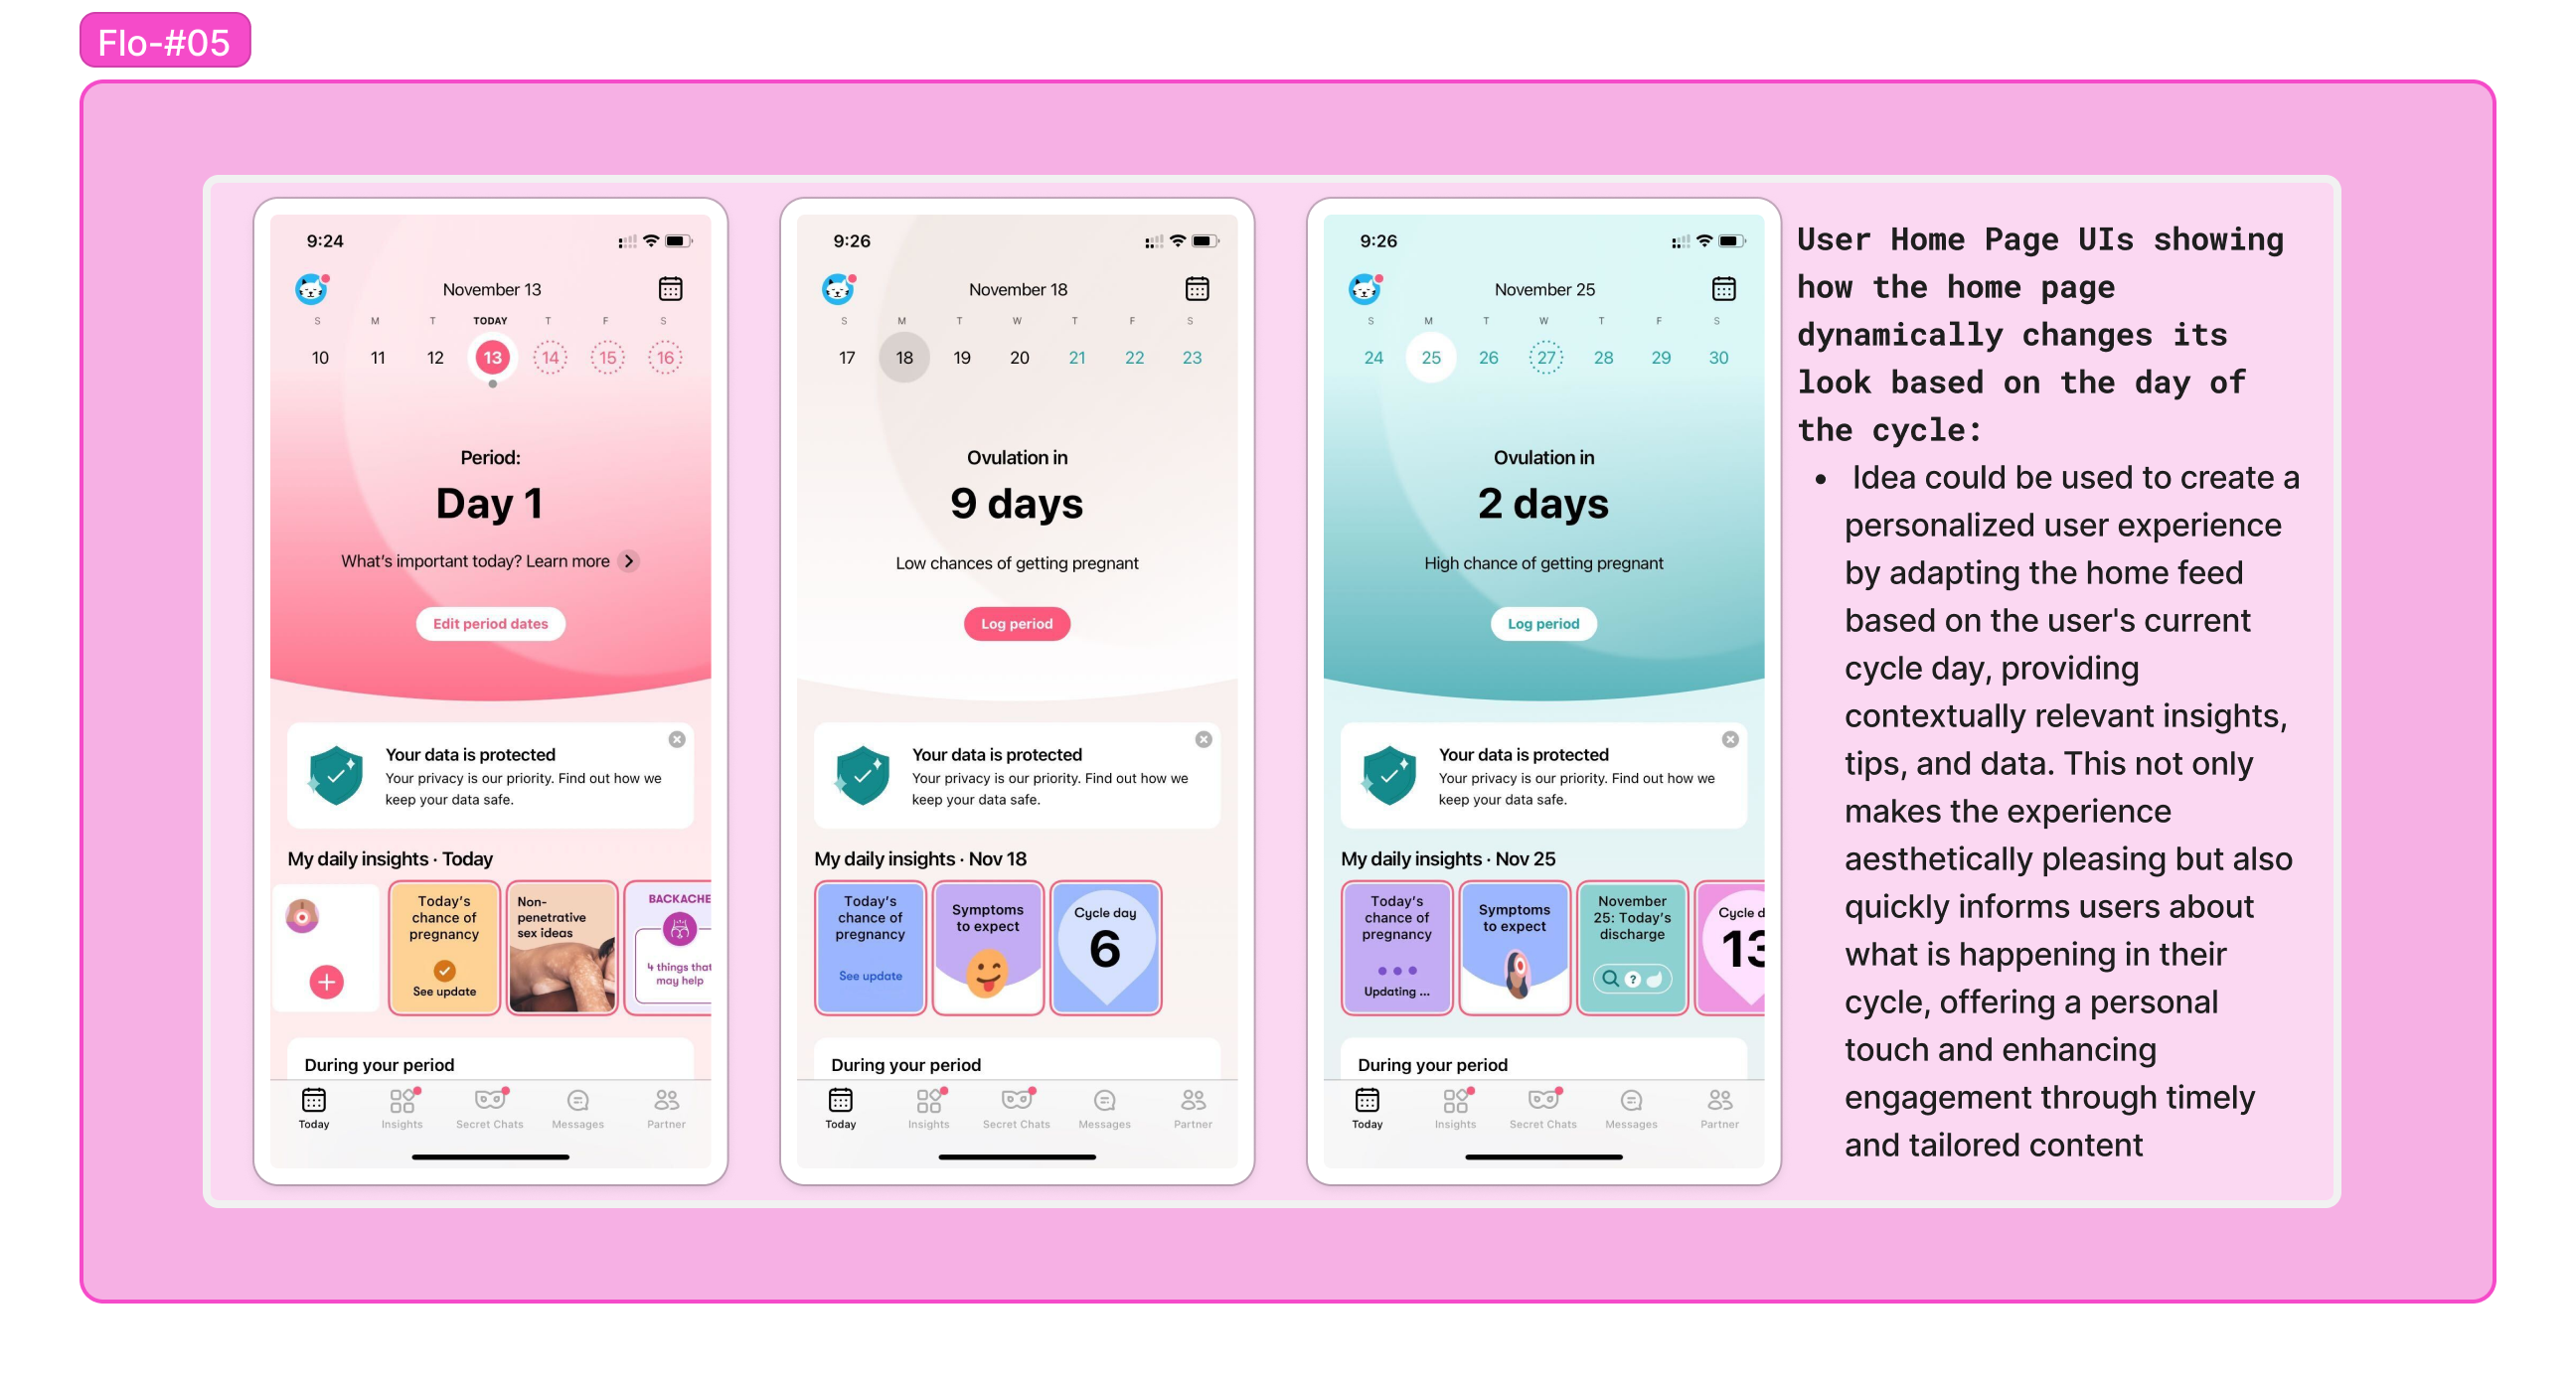 Flo-#05
9:24
November 13
S M T TODAY T F S
10 11 12 13 14 15 16
Period:
Day 1
What's important today? Learn more
Edit period dates
Your data is protected
Your privacy is our priority. Find out how we
keep your data safe.
My daily insights · Today
Today's
chance of
pregnancy
See update
Non-
penetrative
sex ideas
BACKACHE
4 things that
may help
During your period
Today Insights Secret Chats Messages Partner
9:26
November 18
S M T W T F S
17 18 19 20 21 22 23
Ovulation in
9 days
Low chances of getting pregnant
Log period
Your data is protected
Your privacy is our priority. Find out how we
keep your data safe.
My daily insights · Nov 18
Today's
chance of
pregnancy
See update
Symptoms
to expect
Cycle day
6
During your period
Today Insights Secret Chats Messages Partner
9:26
November 25
S M T W T F S
24 25 26 27 28 29 30
Ovulation in
2 days
High chance of getting pregnant
Log period
Your data is protected
Your privacy is our priority. Find out how we
keep your data safe.
My daily insights · Nov 25
Today's
chance of
pregnancy
Updating ...
Symptoms
to expect
November
25: Today's
discharge
?
Cycle d
13
During your period
Today Insights Secret Chats Messages Partner
User Home Page UIs showing
how the home page
dynamically changes its
look based on the day of
the cycle:
• Idea could be used to create a
personalized user experience
by adapting the home feed
based on the user's current
cycle day, providing
contextually relevant insights,
tips, and data. This not only
makes the experience
aesthetically pleasing but also
quickly informs users about
what is happening in their
cycle, offering a personal
touch and enhancing
engagement through timely
and tailored content